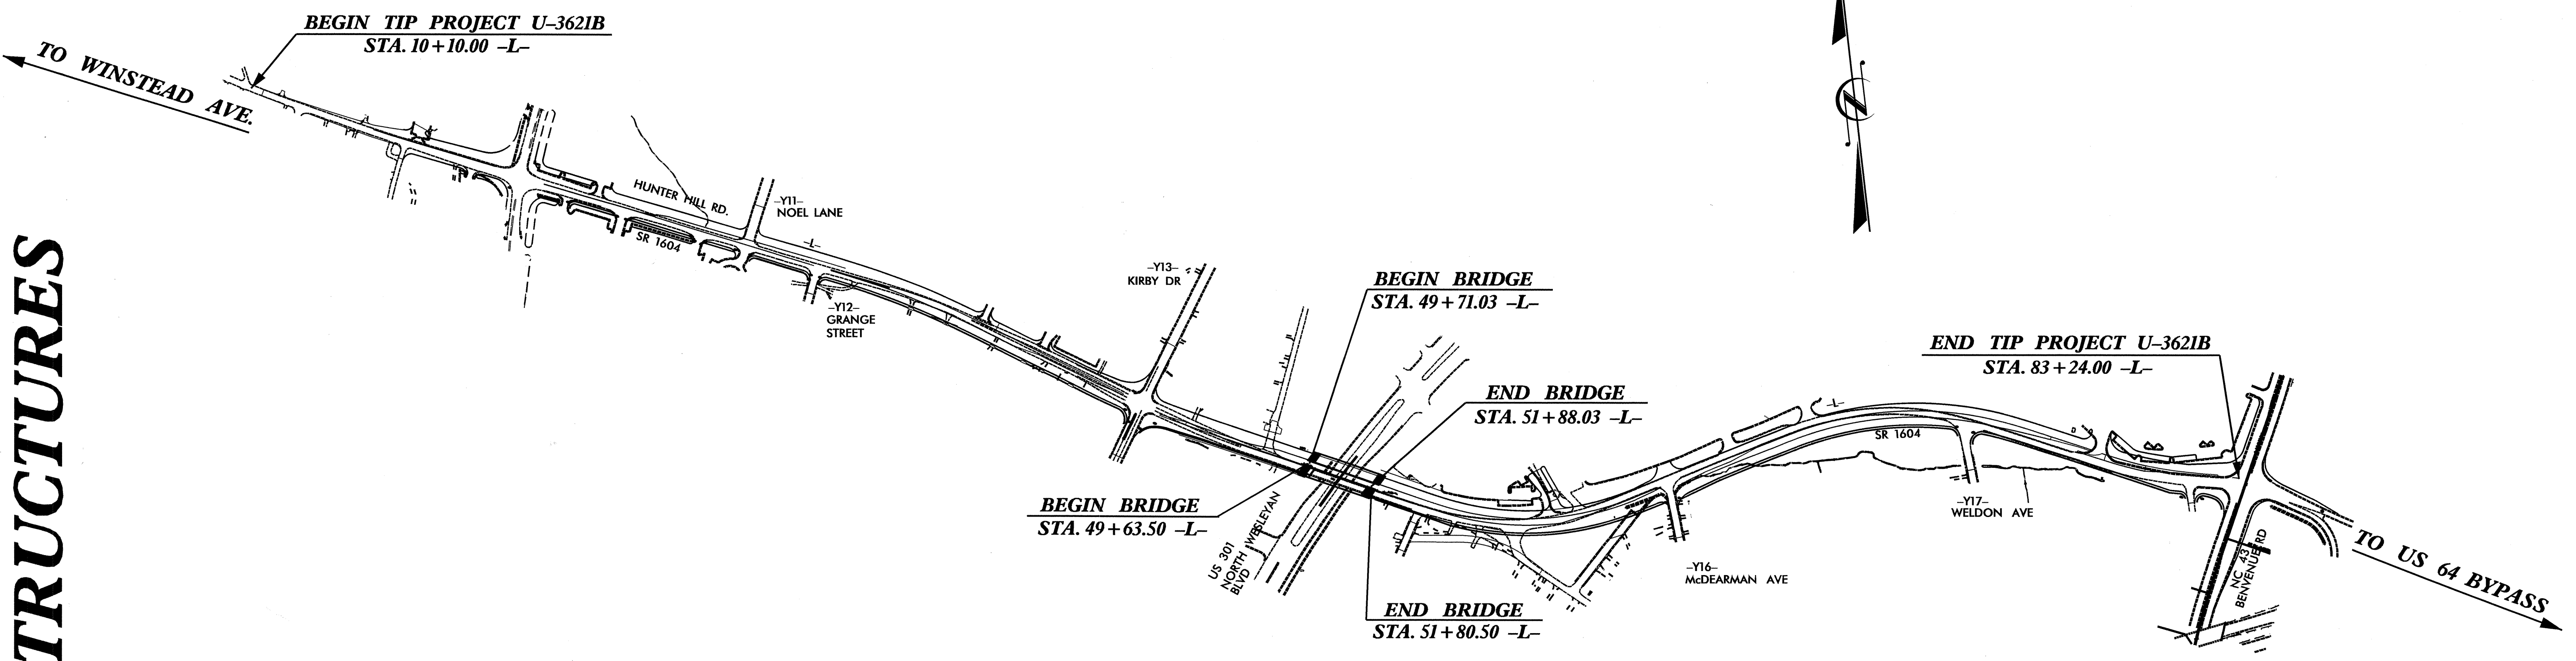 BEGIN TIP PROJECT U-3621B
STA. 10+10.00 -L-
TO WINSTEAD AVE.
TRUCTURES
HUNTER HILL RD.
SR 1604
-Y11-
NOEL LANE
-L-
-Y12-
GRANGE
STREET
-Y13-
KIRBY DR
BEGIN BRIDGE
STA. 49+71.03 -L-
END BRIDGE
STA. 51+88.03 -L-
BEGIN BRIDGE
STA. 49+63.50 -L-
END BRIDGE
STA. 51+80.50 -L-
US 301
NORTH WESLEYAN
BLVD
-Y16-
McDEARMAN AVE
-L-
SR 1604
-Y17-
WELDON AVE
END TIP PROJECT U-3621B
STA. 83+24.00 -L-
NC 43
BENVENUE RD
TO US 64 BYPASS
N